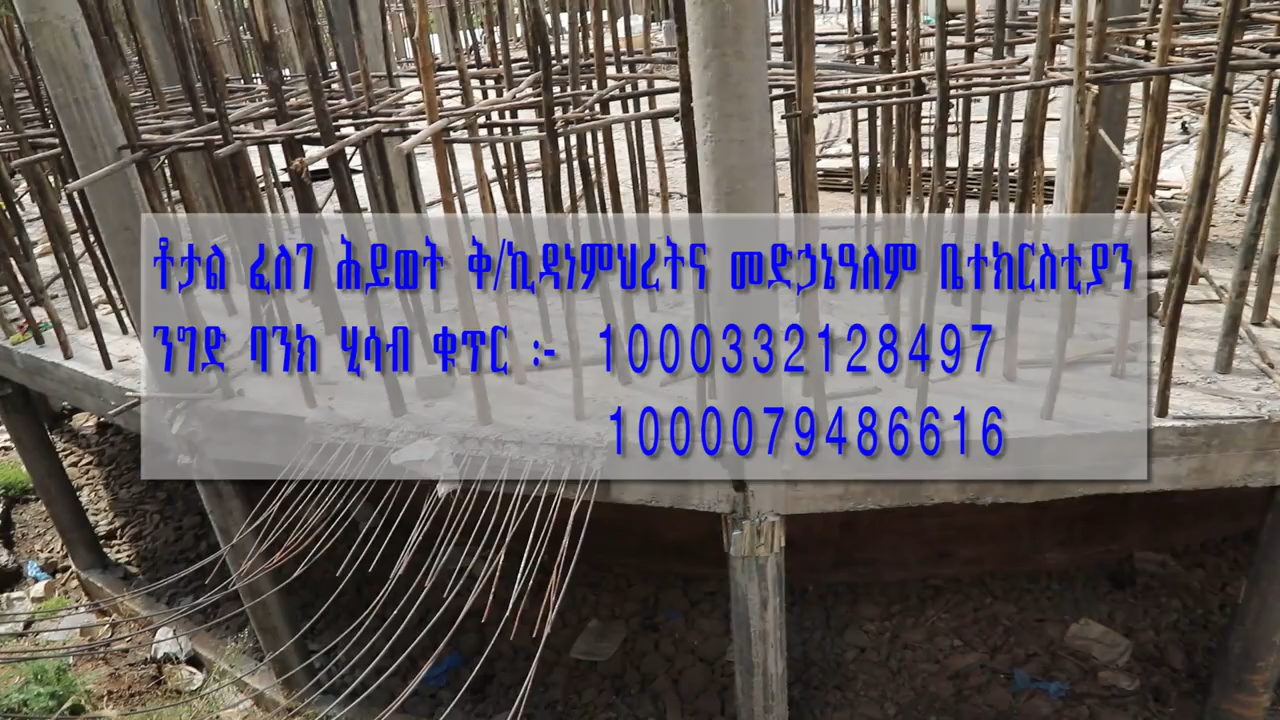 ቶታል ፈለገ ሕይወት ቅ/ኪዳነምህረትና መድኃኔዓለም ቤተክርስቲያን
ንግድ ባንክ ሂሳብ ቁጥር ፡- 1000332128497
1000079486616